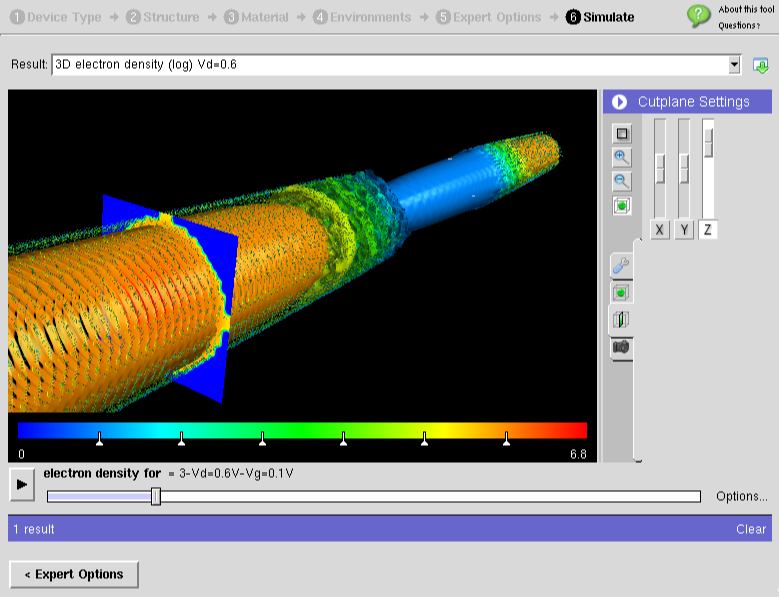 1 Device Type → 2 Structure → 3 Material → 4 Environments → 5 Expert Options → 6 Simulate
About this tool
Questions?
Result: 3D electron density (log) Vd=0.6
Cutplane Settings
X Y Z
0 6.8
electron density for = 3-Vd=0.6V-Vg=0.1V
Options...
1 result Clear
< Expert Options